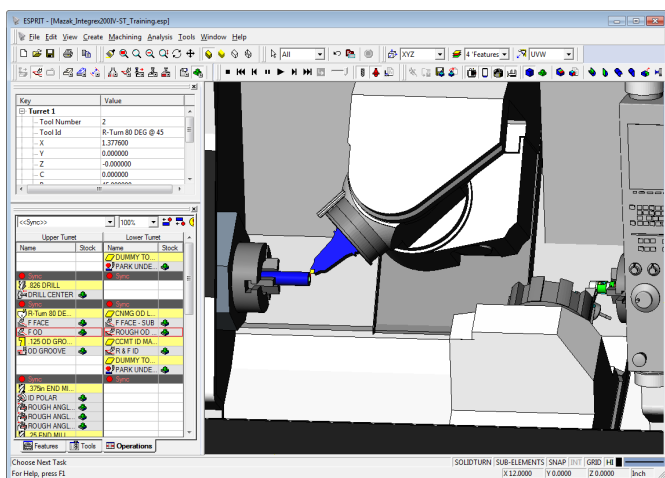 ESPRIT - [Mazak_Integrex200IV-ST_Training.esp]
File Edit View Create Machining Analysis Tools Window Help
All XYZ 4 'Features' UVW
Key Value
Turret 1
Tool Number 2
Tool Id R-Turn 80 DEG @ 45
X 1.377600
Y 0.000000
Z -0.000000
C 0.000000
<<Sync>> 100%
Upper Turret Lower Turret
Name Stock Name Stock
DUMMY TO...
PARK UNDE...
Sync Sync
.826 DRILL
DRILL CENTER
Sync Sync
R-Turn 80 DE... CNMG OD L...
F FACE F FACE - SUB
F OD ROUGH OD ...
.125 OD GRO... CCMT ID MA...
OD GROOVE R & F ID
DUMMY TO...
PARK UNDE...
Sync Sync
.375in END MI...
ID POLAR
ROUGH ANGL...
ROUGH ANGL...
ROUGH ANGL...
.25 END MILL
Features Tools Operations
Choose Next Task SOLIDTURN SUB-ELEMENTS SNAP INT GRID HI
For Help, press F1 X 12.0000 Y 0.0000 Z 0.0000 Inch